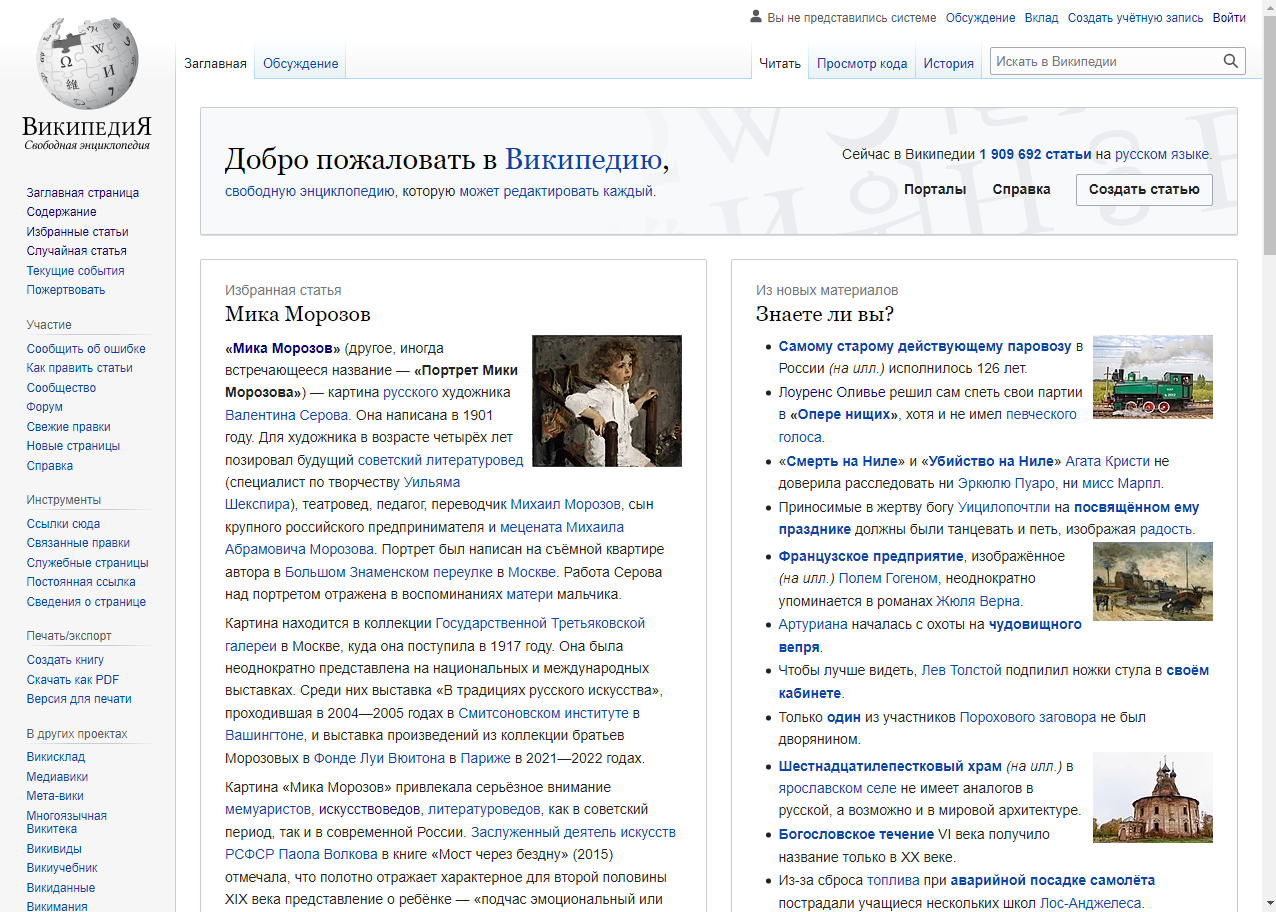 Вы не представились системе Обсуждение Вклад Создать учётную запись Войти
Заглавная Обсуждение Читать Просмотр кода История Искать в Википедии
ВикипедиЯ
Свободная энциклопедия
Заглавная страница
Содержание
Избранные статьи
Случайная статья
Текущие события
Пожертвовать
Участие
Сообщить об ошибке
Как править статьи
Сообщество
Форум
Свежие правки
Новые страницы
Справка
Инструменты
Ссылки сюда
Связанные правки
Служебные страницы
Постоянная ссылка
Сведения о странице
Печать/экспорт
Создать книгу
Скачать как PDF
Версия для печати
В других проектах
Викисклад
Медиавики
Мета-вики
Многоязычная
Викитека
Викивиды
Викиучебник
Викиданные
Викимания
Добро пожаловать в Википедию,
свободную энциклопедию, которую может редактировать каждый.
Сейчас в Википедии 1 909 692 статьи на русском языке.
Порталы Справка Создать статью
Избранная статья
Мика Морозов
«Мика Морозов» (другое, иногда
встречающееся название — «Портрет Мики
Морозова») — картина русского художника
Валентина Серова. Она написана в 1901
году. Для художника в возрасте четырёх лет
позировал будущий советский литературовед
(специалист по творчеству Уильяма
Шекспира), театровед, педагог, переводчик Михаил Морозов, сын
крупного российского предпринимателя и мецената Михаила
Абрамовича Морозова. Портрет был написан на съёмной квартире
автора в Большом Знаменском переулке в Москве. Работа Серова
над портретом отражена в воспоминаниях матери мальчика.
Картина находится в коллекции Государственной Третьяковской
галереи в Москве, куда она поступила в 1917 году. Она была
неоднократно представлена на национальных и международных
выставках. Среди них выставка «В традициях русского искусства»,
проходившая в 2004—2005 годах в Смитсоновском институте в
Вашингтоне, и выставка произведений из коллекции братьев
Морозовых в Фонде Луи Вюитона в Париже в 2021—2022 годах.
Картина «Мика Морозов» привлекала серьёзное внимание
мемуаристов, искусствоведов, литературоведов, как в советский
период, так и в современной России. Заслуженный деятель искусств
РСФСР Паола Волкова в книге «Мост через бездну» (2015)
отмечала, что полотно отражает характерное для второй половины
XIX века представление о ребёнке — «подчас эмоциональный или
Из новых материалов
Знаете ли вы?
Самому старому действующему паровозу в
России (на илл.) исполнилось 126 лет.
Лоуренс Оливье решил сам спеть свои партии
в «Опере нищих», хотя и не имел певческого
голоса.
«Смерть на Ниле» и «Убийство на Ниле» Агата Кристи не
доверила расследовать ни Эркюлю Пуаро, ни мисс Марпл.
Приносимые в жертву богу Уицилопочтли на посвящённом ему
празднике должны были танцевать и петь, изображая радость.
Французское предприятие, изображённое
(на илл.) Полем Гогеном, неоднократно
упоминается в романах Жюля Верна.
Артуриана началась с охоты на чудовищного
вепря.
Чтобы лучше видеть, Лев Толстой подпилил ножки стула в своём
кабинете.
Только один из участников Порохового заговора не был
дворянином.
Шестнадцатилепестковый храм (на илл.) в
ярославском селе не имеет аналогов в
русской, а возможно и в мировой архитектуре.
Богословское течение VI века получило
название только в XX веке.
Из-за сброса топлива при аварийной посадке самолёта
пострадали учащиеся нескольких школ Лос-Анджелеса.